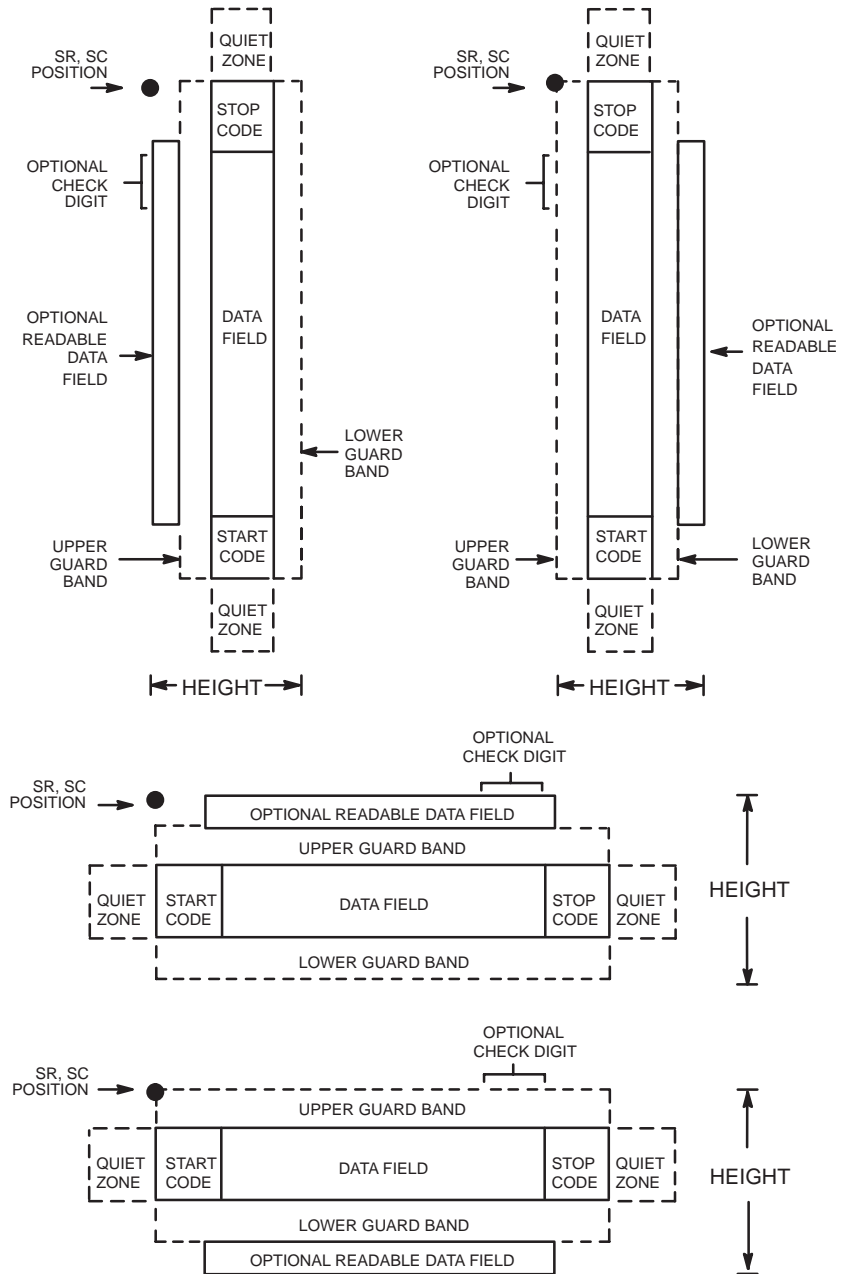 QUIET
ZONE
SR, SC
POSITION
STOP
CODE
OPTIONAL
CHECK
DIGIT
DATA
FIELD
OPTIONAL
READABLE
DATA
FIELD
LOWER
GUARD
BAND
START
CODE
UPPER
GUARD
BAND
QUIET
ZONE
HEIGHT
QUIET
ZONE
SR, SC
POSITION
STOP
CODE
OPTIONAL
CHECK
DIGIT
DATA
FIELD
OPTIONAL
READABLE
DATA
FIELD
START
CODE
UPPER
GUARD
BAND
LOWER
GUARD
BAND
QUIET
ZONE
HEIGHT
OPTIONAL
CHECK DIGIT
SR, SC
POSITION
OPTIONAL READABLE DATA FIELD
UPPER GUARD BAND
QUIET
ZONE
START
CODE
DATA FIELD
STOP
CODE
QUIET
ZONE
HEIGHT
LOWER GUARD BAND
OPTIONAL
CHECK DIGIT
SR, SC
POSITION
UPPER GUARD BAND
QUIET
ZONE
START
CODE
DATA FIELD
STOP
CODE
QUIET
ZONE
HEIGHT
LOWER GUARD BAND
OPTIONAL READABLE DATA FIELD